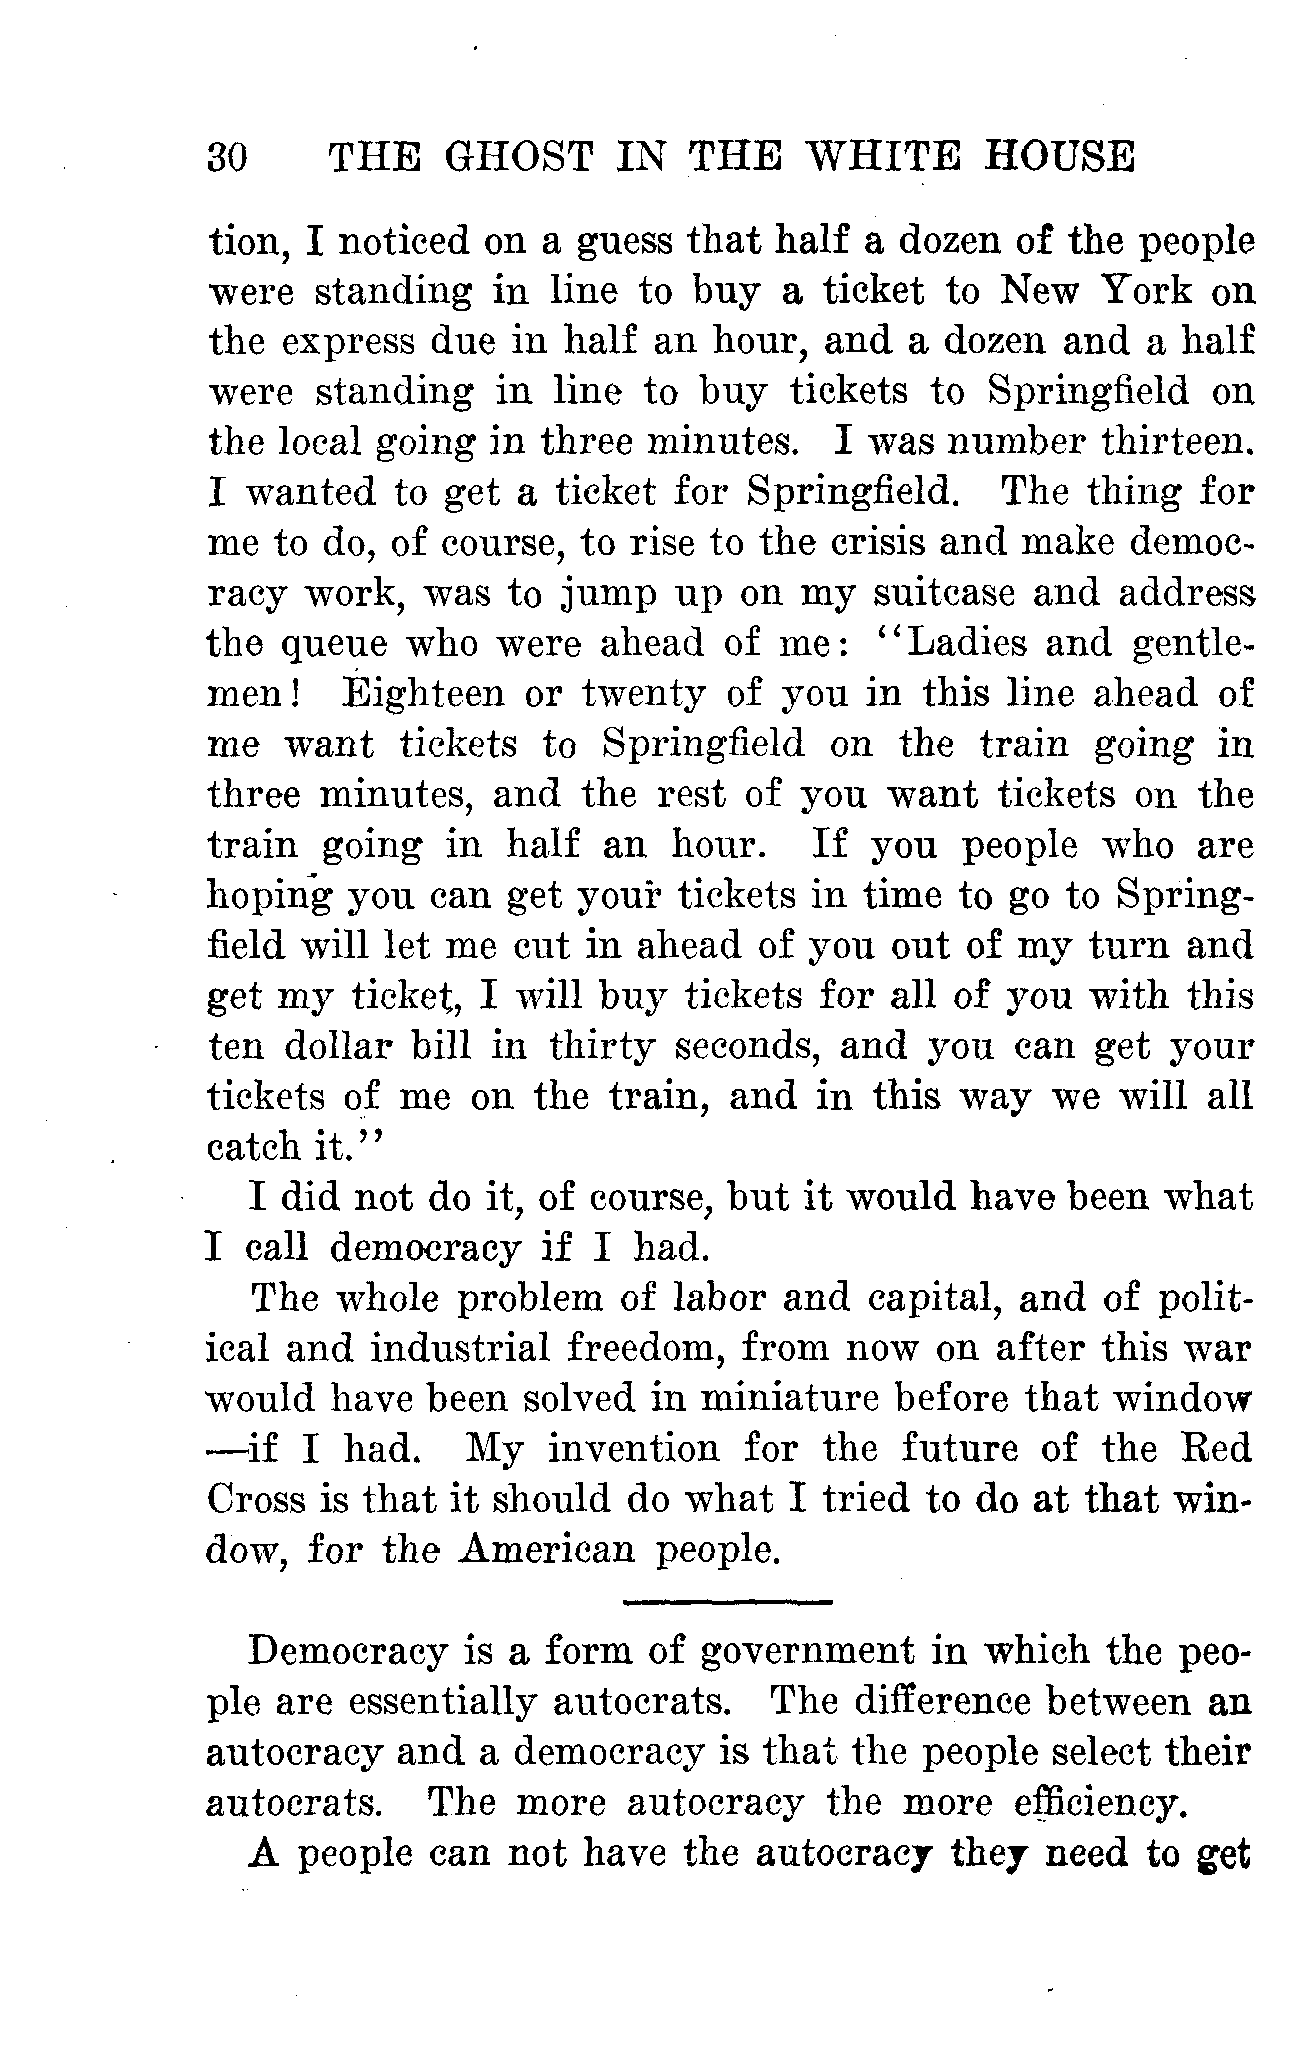 30 THE GHOST IN THE WHITE HOUSE
tion, I noticed on a guess that half a dozen of the people
were standing in line to buy a ticket to New York on
the express due in half an hour, and a dozen and a half
were standing in line to buy tickets to Springfield on
the local going in three minutes. I was number thirteen.
I wanted to get a ticket for Springfield. The thing for
me to do, of course, to rise to the crisis and make democ-
racy work, was to jump up on my suitcase and address
the queue who were ahead of me: “Ladies and gentle-
men! Eighteen or twenty of you in this line ahead of
me want tickets to Springfield on the train going in
three minutes, and the rest of you want tickets on the
train going in half an hour. If you people who are
hoping you can get your tickets in time to go to Spring-
field will let me cut in ahead of you out of my turn and
get my ticket, I will buy tickets for all of you with this
ten dollar bill in thirty seconds, and you can get your
tickets of me on the train, and in this way we will all
catch it.”
I did not do it, of course, but it would have been what
I call democracy if I had.
The whole problem of labor and capital, and of polit-
ical and industrial freedom, from now on after this war
would have been solved in miniature before that window
—if I had. My invention for the future of the Red
Cross is that it should do what I tried to do at that win-
dow, for the American people.
Democracy is a form of government in which the peo-
ple are essentially autocrats. The difference between an
autocracy and a democracy is that the people select their
autocrats. The more autocracy the more efficiency.
A people can not have the autocracy they need to get